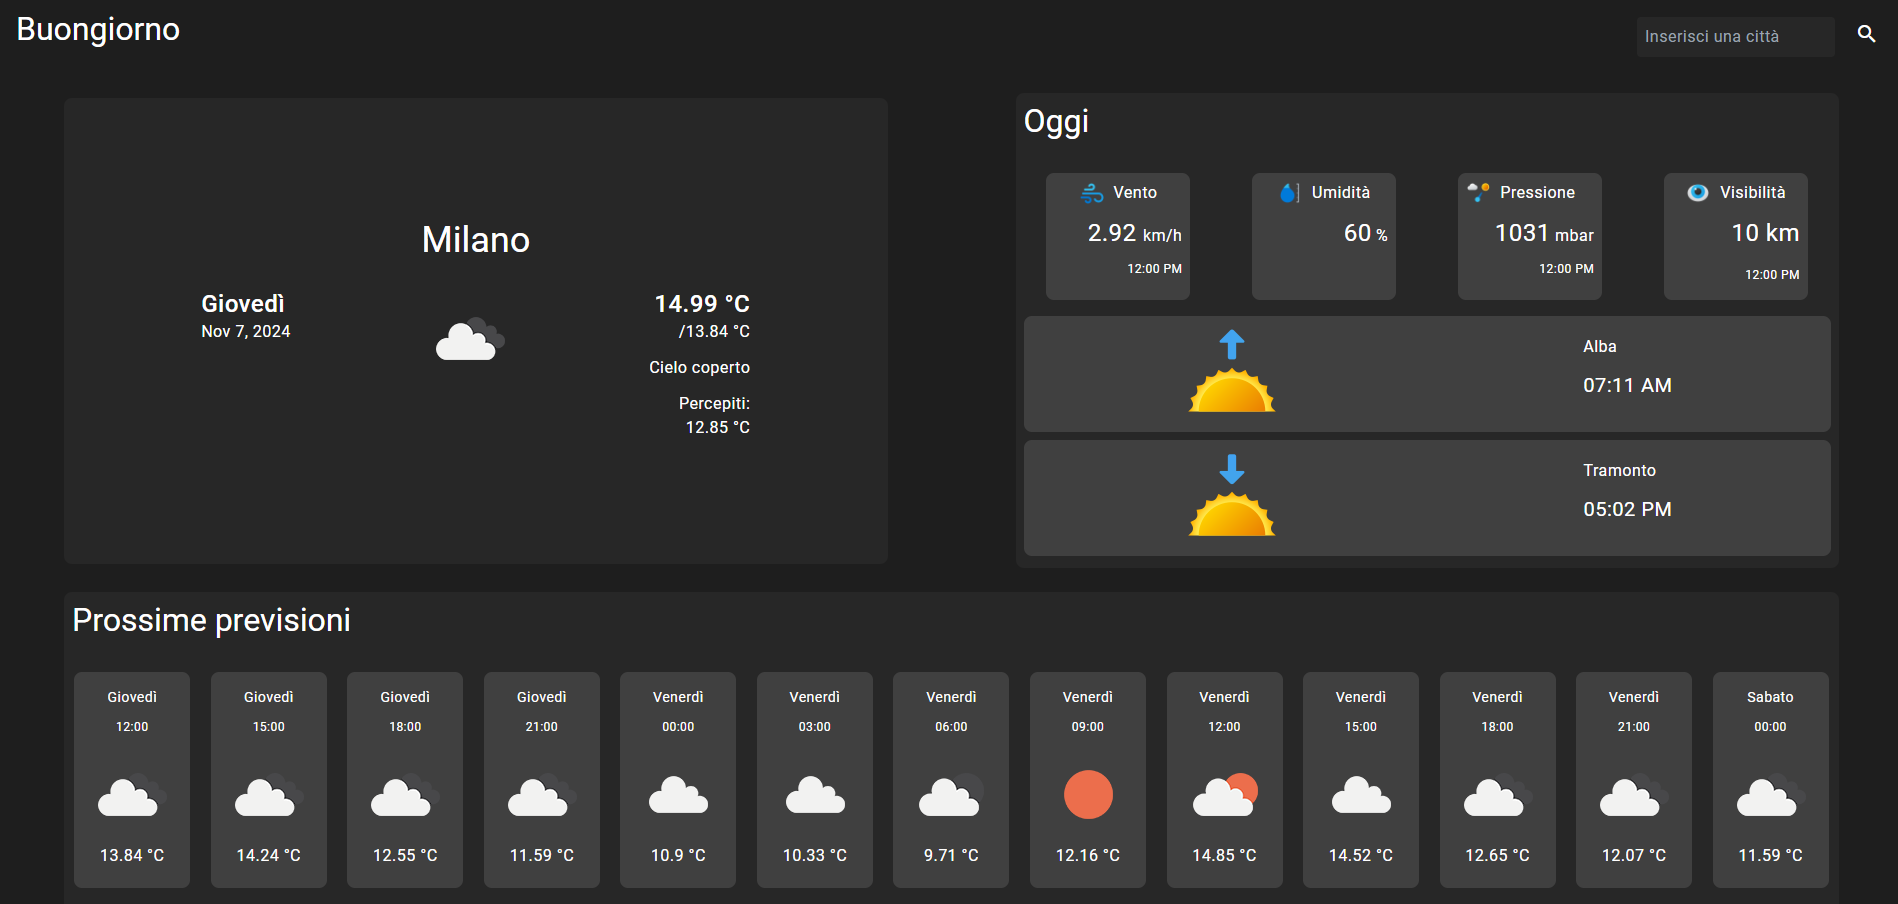 Buongiorno
Inserisci una città
Milano
Giovedì
Nov 7, 2024
14.99 °C
/13.84 °C
Cielo coperto
Percepiti:
12.85 °C
Oggi
Vento
2.92 km/h
12:00 PM
Umidità
60 %
Pressione
1031 mbar
12:00 PM
Visibilità
10 km
12:00 PM
Alba
07:11 AM
Tramonto
05:02 PM
Prossime previsioni
Giovedì
12:00
13.84 °C
Giovedì
15:00
14.24 °C
Giovedì
18:00
12.55 °C
Giovedì
21:00
11.59 °C
Venerdì
00:00
10.9 °C
Venerdì
03:00
10.33 °C
Venerdì
06:00
9.71 °C
Venerdì
09:00
12.16 °C
Venerdì
12:00
14.85 °C
Venerdì
15:00
14.52 °C
Venerdì
18:00
12.65 °C
Venerdì
21:00
12.07 °C
Sabato
00:00
11.59 °C